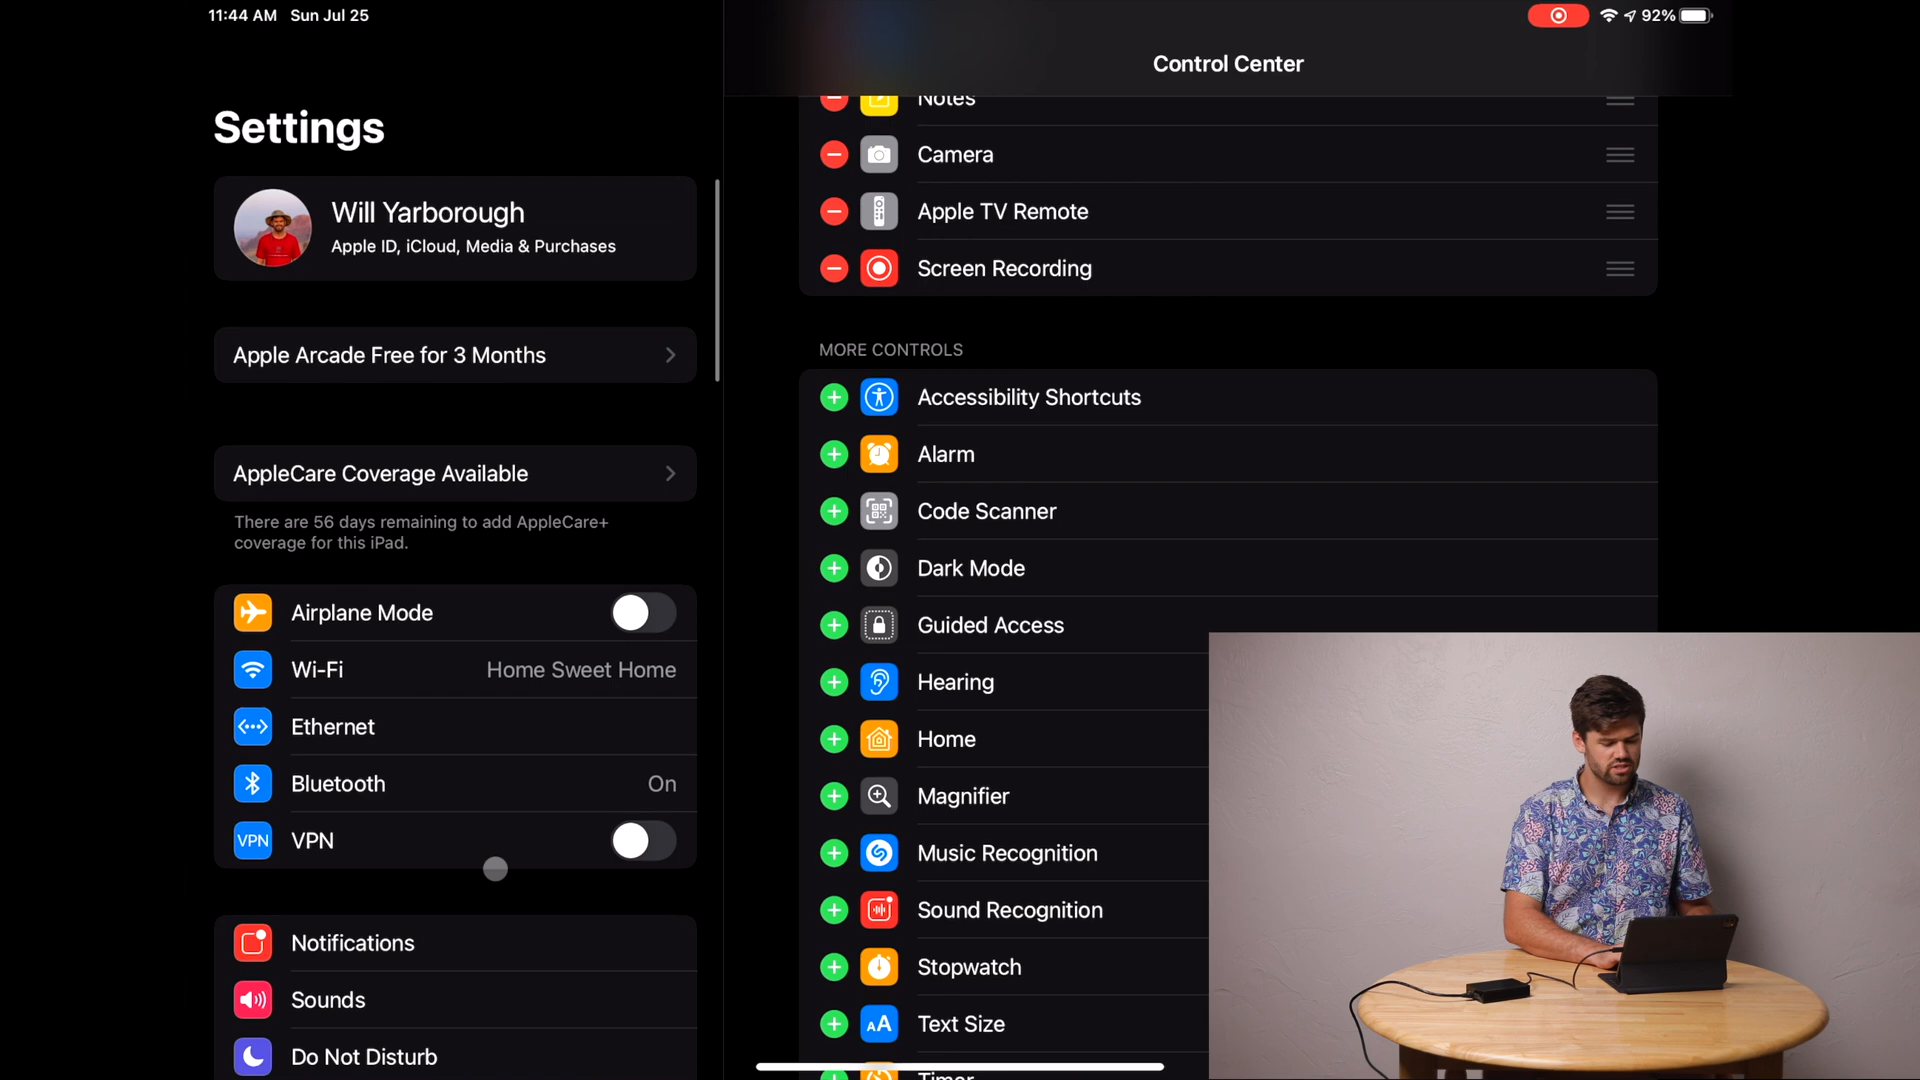 11:44 AM Sun Jul 25
92%
Settings
Will Yarborough
Apple ID, iCloud, Media & Purchases
Apple Arcade Free for 3 Months
AppleCare Coverage Available
There are 56 days remaining to add AppleCare+
coverage for this iPad.
Airplane Mode
Wi-Fi Home Sweet Home
Ethernet
Bluetooth On
VPN VPN
Notifications
Sounds
Do Not Disturb
Control Center
Notes
Camera
Apple TV Remote
Screen Recording
MORE CONTROLS
Accessibility Shortcuts
Alarm
Code Scanner
Dark Mode
Guided Access
Hearing
Home
Magnifier
Music Recognition
Sound Recognition
Stopwatch
AA Text Size
Timer